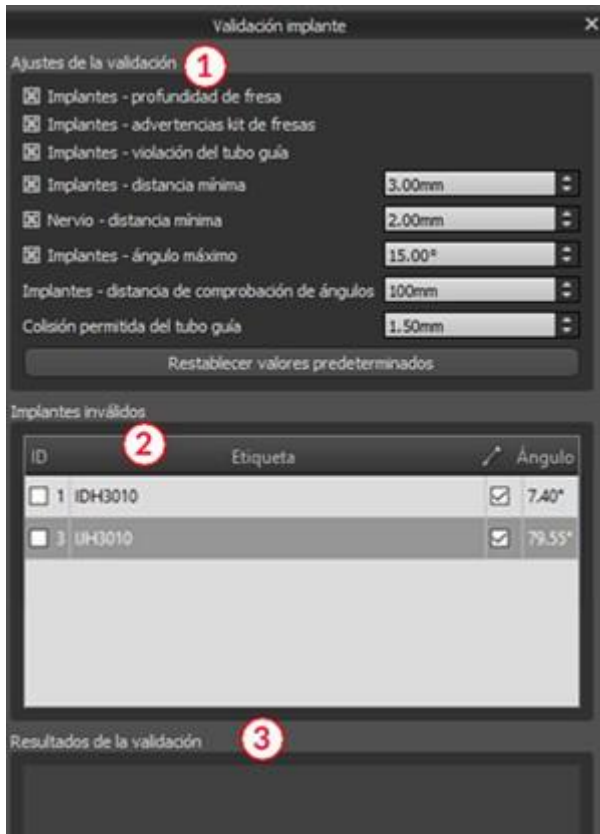 Validación implante ×
Ajustes de la validación 1
Implantes - profundidad de fresa
Implantes - advertencias kit de fresas
Implantes - violación del tubo guía
Implantes - distancia mínima 3.00mm
Nervio - distancia mínima 2.00mm
Implantes - ángulo máximo 15.00°
Implantes - distancia de comprobación de ángulos 100mm
Colisión permitida del tubo guía 1.50mm
Restablecer valores predeterminados
Implantes inválidos
2
ID Etiqueta Ángulo
1 IDH3010 7.40°
3 IJH3010 79.55°
Resultados de la validación 3